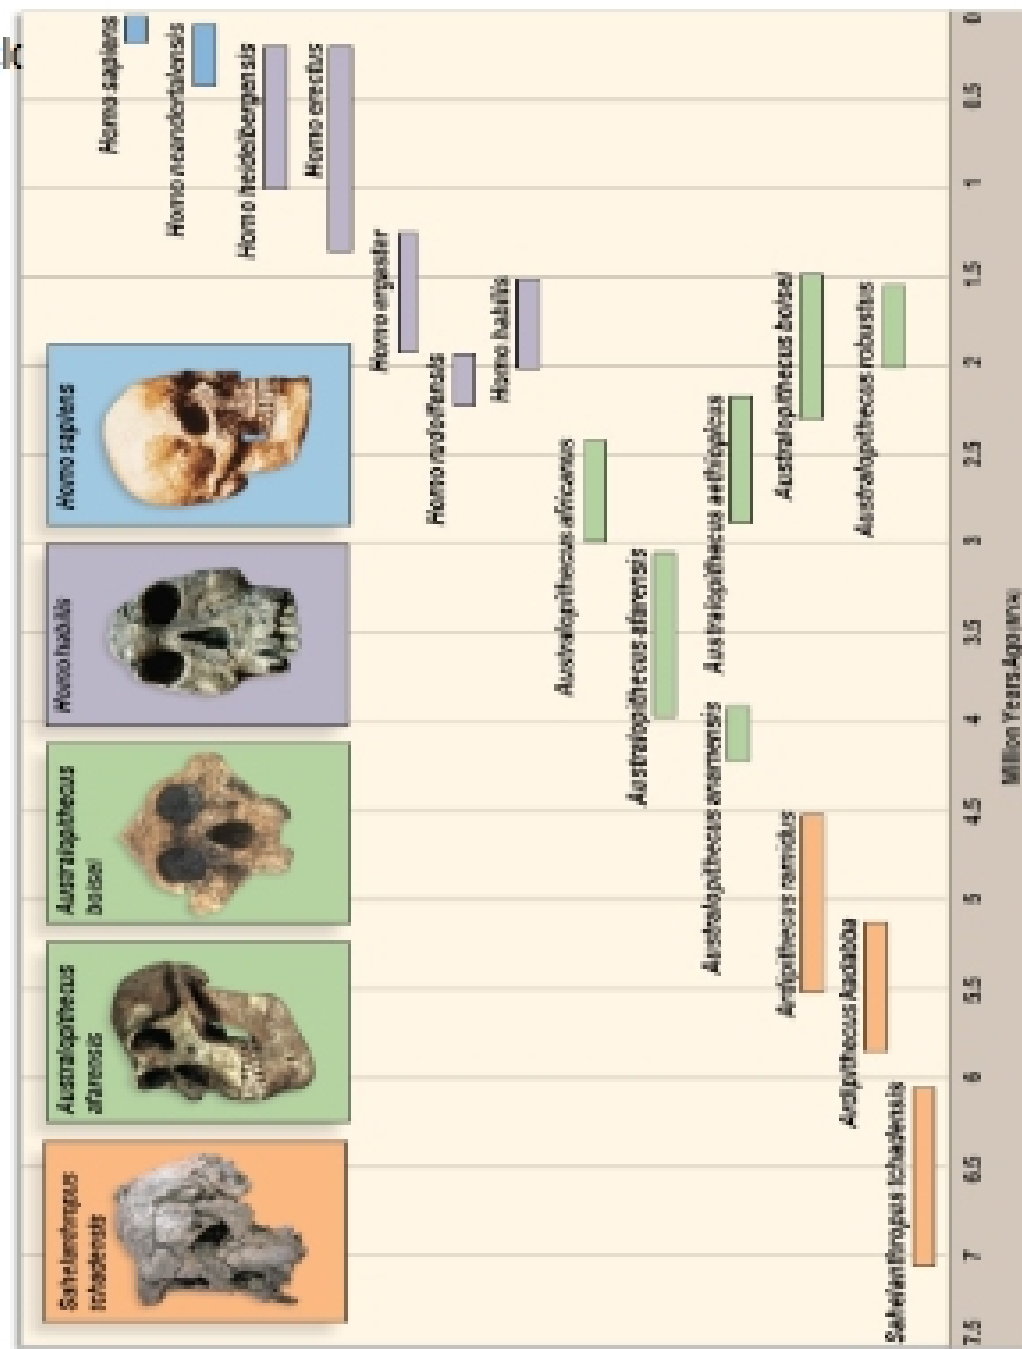 Sahelanthropus
tchadensis
Australopithecus
afarensis
Australopithecus
boisei
Homo habilis
Homo sapiens
Homo sapiens
Homo neandertalensis
Homo heidelbergensis
Homo erectus
Homo ergaster
Homo rudolfensis
Homo habilis
Australopithecus africanus
Australopithecus afarensis
Australopithecus anamensis
Australopithecus aethiopicus
Ardipithecus ramidus
Australopithecus boisei
Ardipithecus kadabba
Australopithecus robustus
Sahelanthropus tchadensis
7.5 7 6.5 6 5.5 5 4.5 4 3.5 3 2.5 2 1.5 1 0.5 0
Million Years Ago